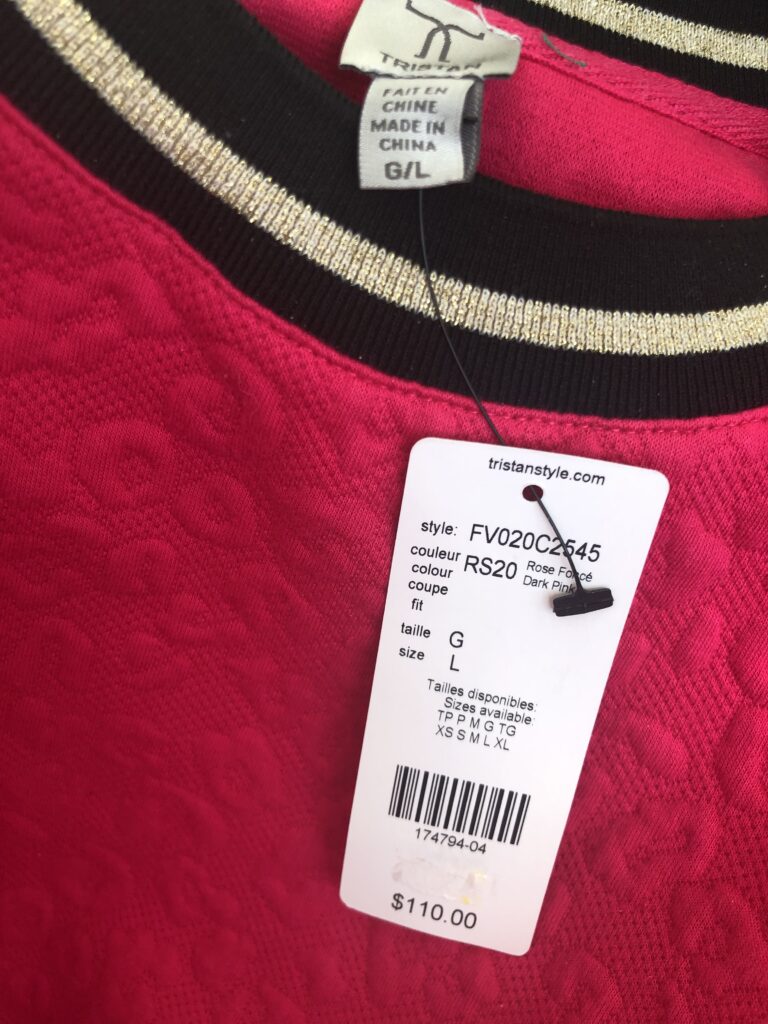 TRISTAN
FAIT EN
CHINE
MADE IN
CHINA
G/L
tristanstyle.com
style: FV020C2545
couleur
colour RS20 Rose Foncé
Dark Pink
coupe
fit
taille G
size L
Tailles disponibles:
Sizes available:
TP P M G TG
XS S M L XL
174794-04
$110.00